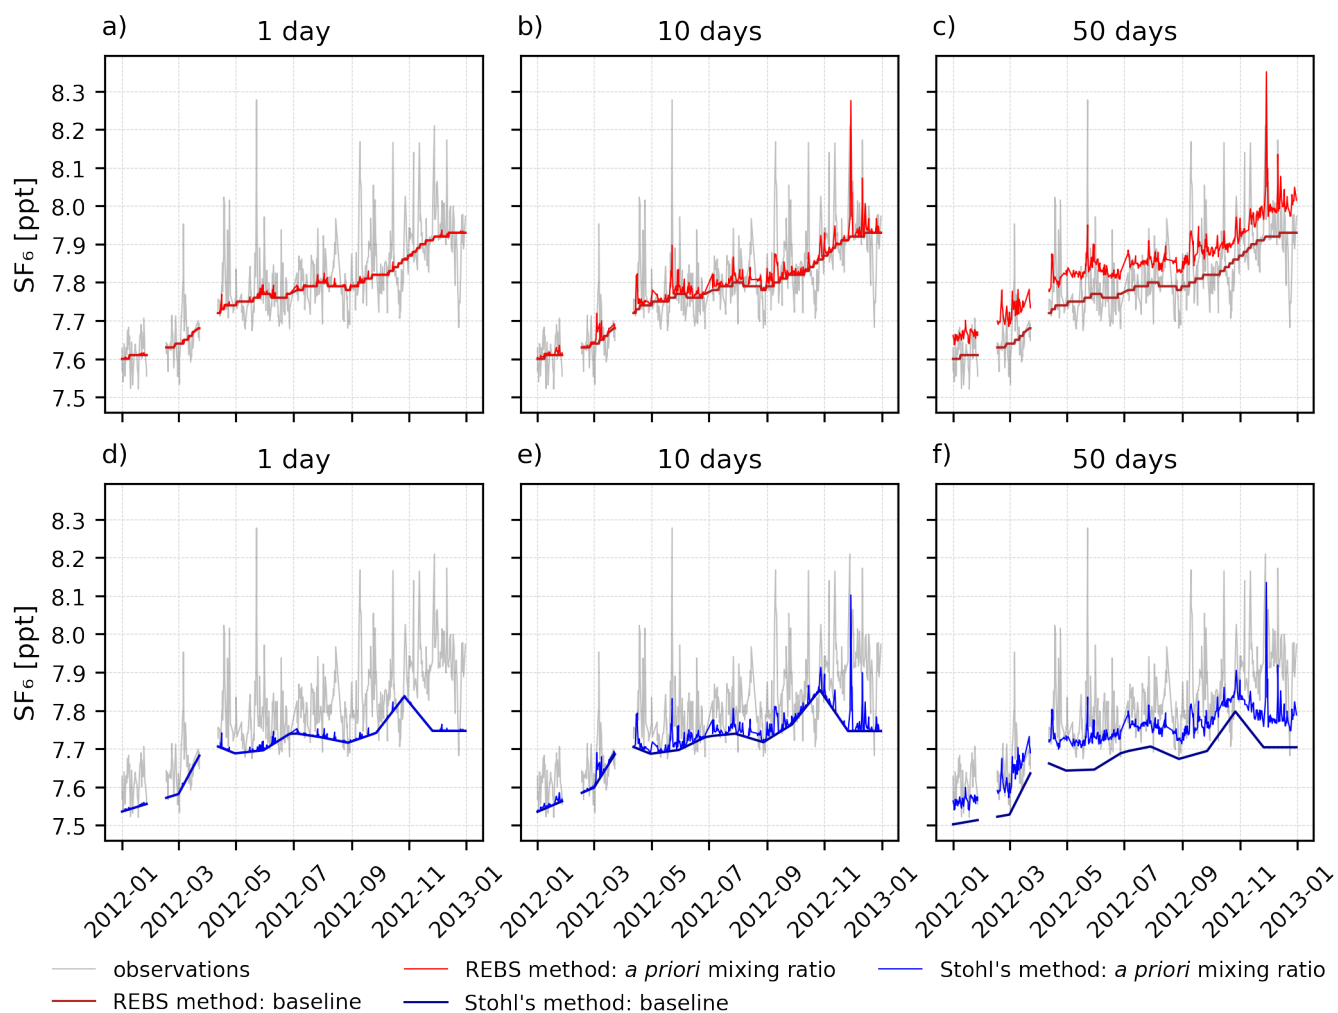 a) 1 day b) 10 days c) 50 days
8.3
8.2
8.1
8.0
7.9
7.8
7.7
7.6
7.5
SF₆ [ppt]
d) 1 day e) 10 days f) 50 days
8.3
8.2
8.1
8.0
7.9
7.8
7.7
7.6
7.5
SF₆ [ppt]
2012-01 2012-03 2012-05 2012-07 2012-09 2012-11 2013-01 2012-01 2012-03 2012-05 2012-07 2012-09 2012-11 2013-01 2012-01 2012-03 2012-05 2012-07 2012-09 2012-11 2013-01
observations REBS method: a priori mixing ratio Stohl's method: a priori mixing ratio
REBS method: baseline Stohl's method: baseline